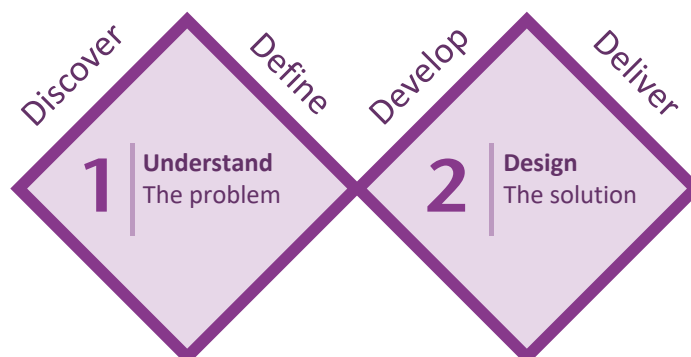 Discover
Define
Develop
Deliver
1
Understand
The problem
2
Design
The solution